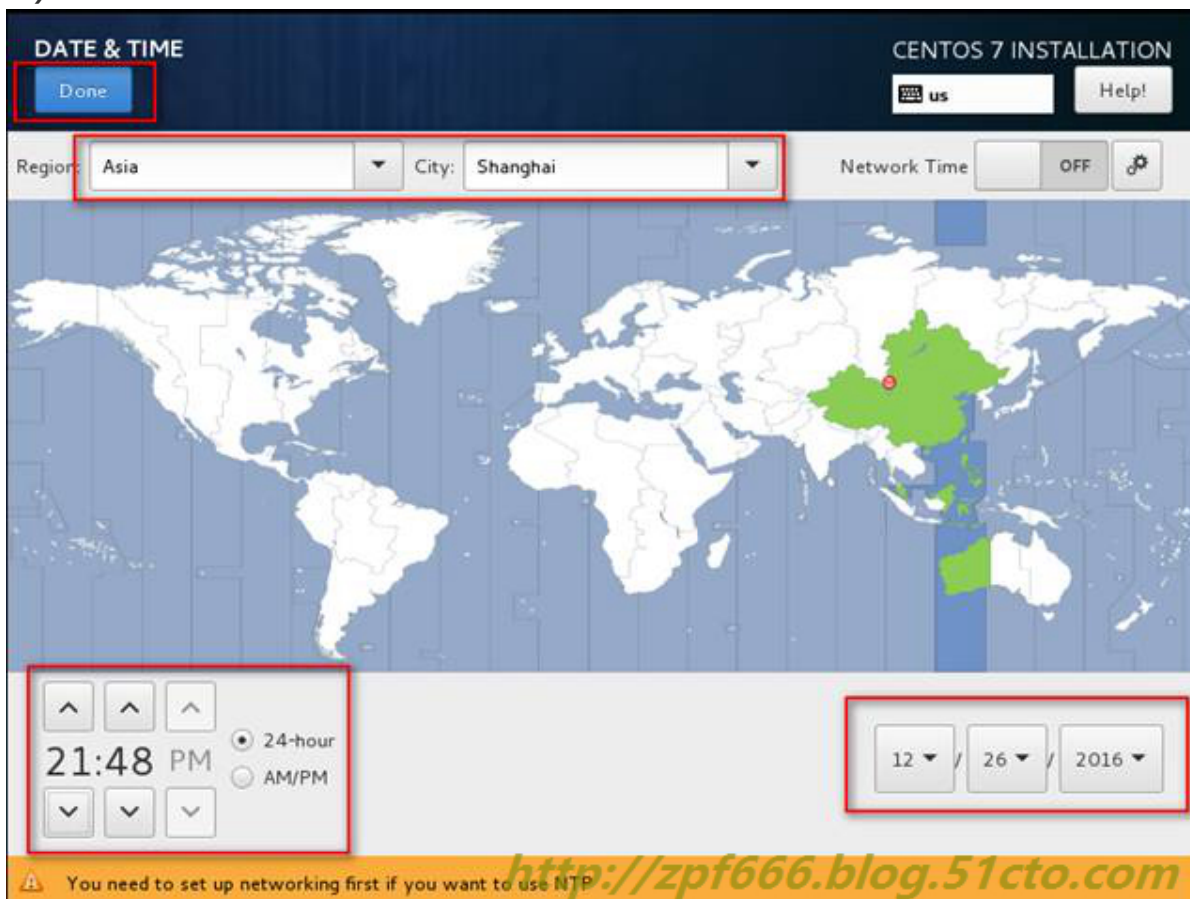 DATE & TIME
CENTOS 7 INSTALLATION
Done
us
Help!
Region:
Asia
City:
Shanghai
Network Time
OFF
21:48 PM
24-hour
AM/PM
12 / 26 / 2016
You need to set up networking first if you want to use NTP
http://zpf666.blog.51cto.com